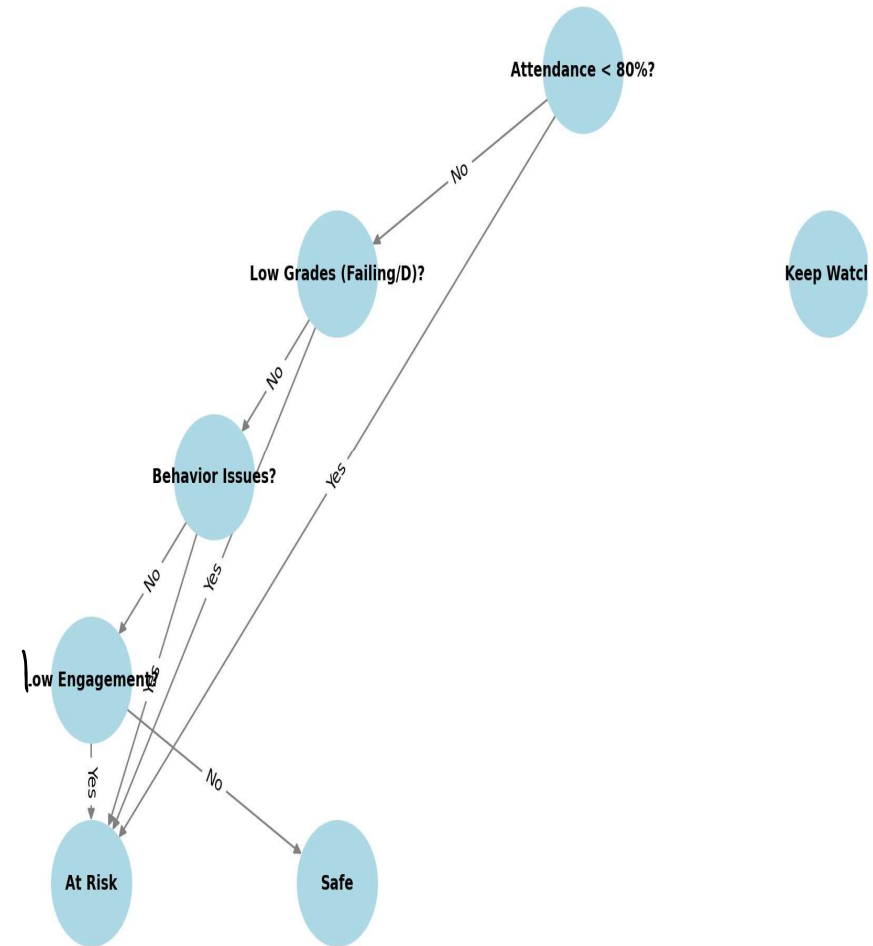 Attendance < 80%?
No
Low Grades (Failing/D)?
Keep Watcl
No
Yes
Behavior Issues?
No
Yes
Yes
Low Engagement?
Yes
No
At Risk
Safe